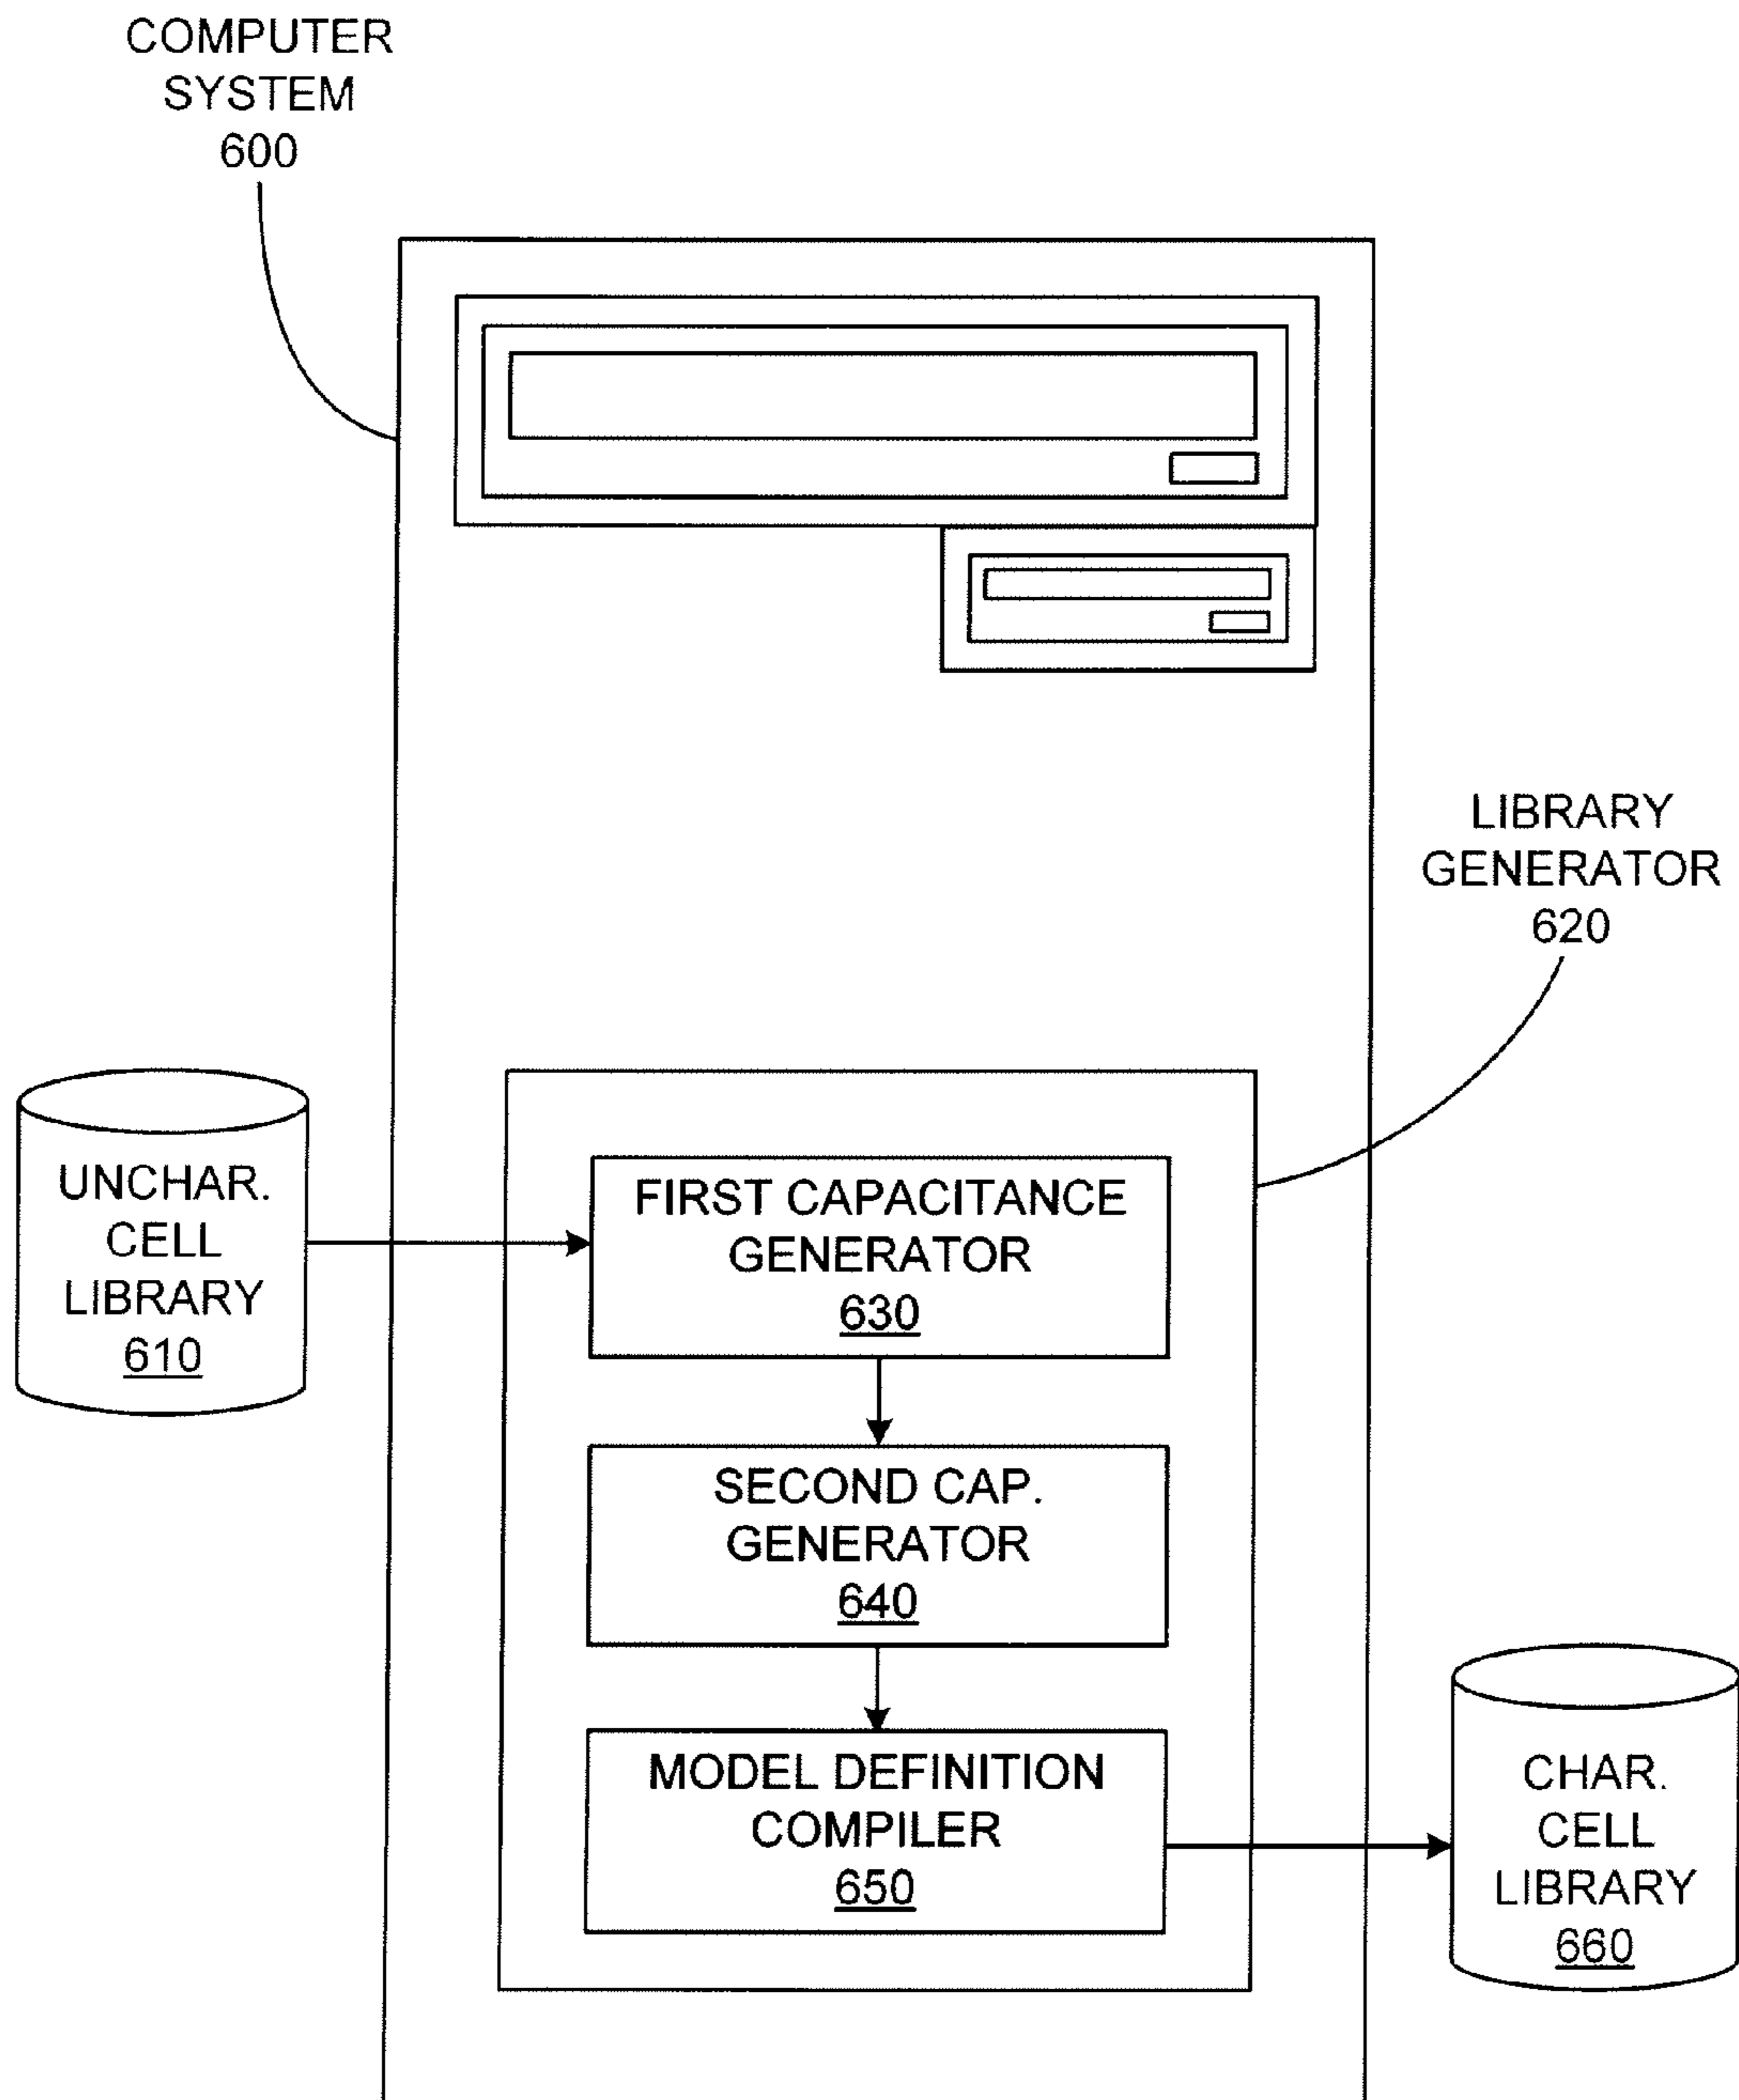 COMPUTER
SYSTEM
600
LIBRARY
GENERATOR
620
UNCHAR.
CELL
LIBRARY
610
FIRST CAPACITANCE
GENERATOR
630
SECOND CAP.
GENERATOR
640
MODEL DEFINITION
COMPILER
650
CHAR.
CELL
LIBRARY
660